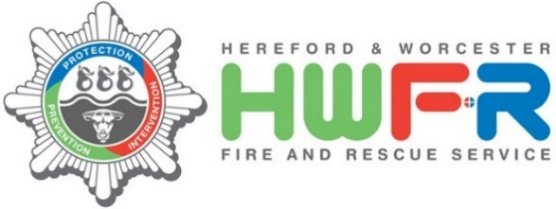 PROTECTION
PREVENTION
INTERVENTION
HEREFORD & WORCESTER
HWFR
FIRE AND RESCUE SERVICE